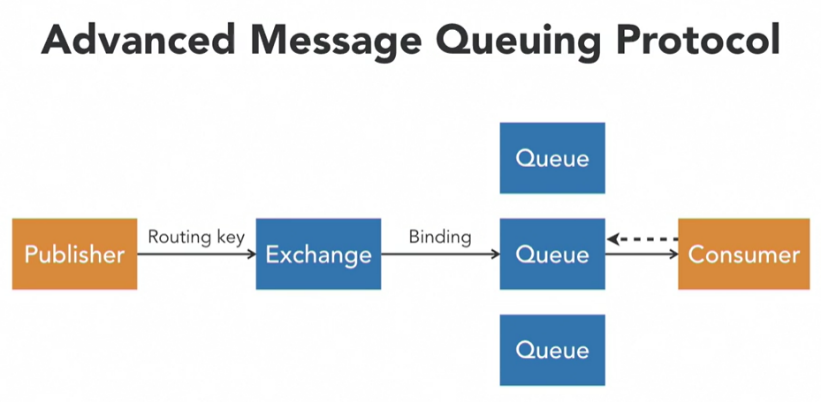 Advanced Message Queuing Protocol
Queue
Publisher
Routing key
Exchange
Binding
Queue
Consumer
Queue